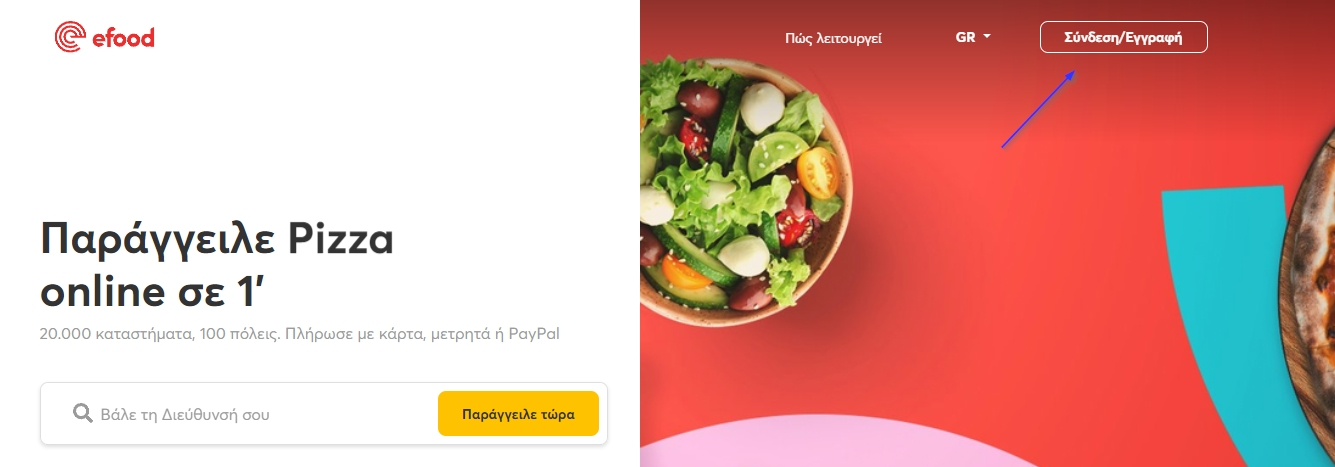 efood
Πώς λειτουργεί
GR
Σύνδεση/Εγγραφή
Παράγγειλε Pizza
online σε 1'
20.000 καταστήματα, 100 πόλεις. Πλήρωσε με κάρτα, μετρητά ή PayPal
Βάλε τη Διεύθυνσή σου
Παράγγειλε τώρα